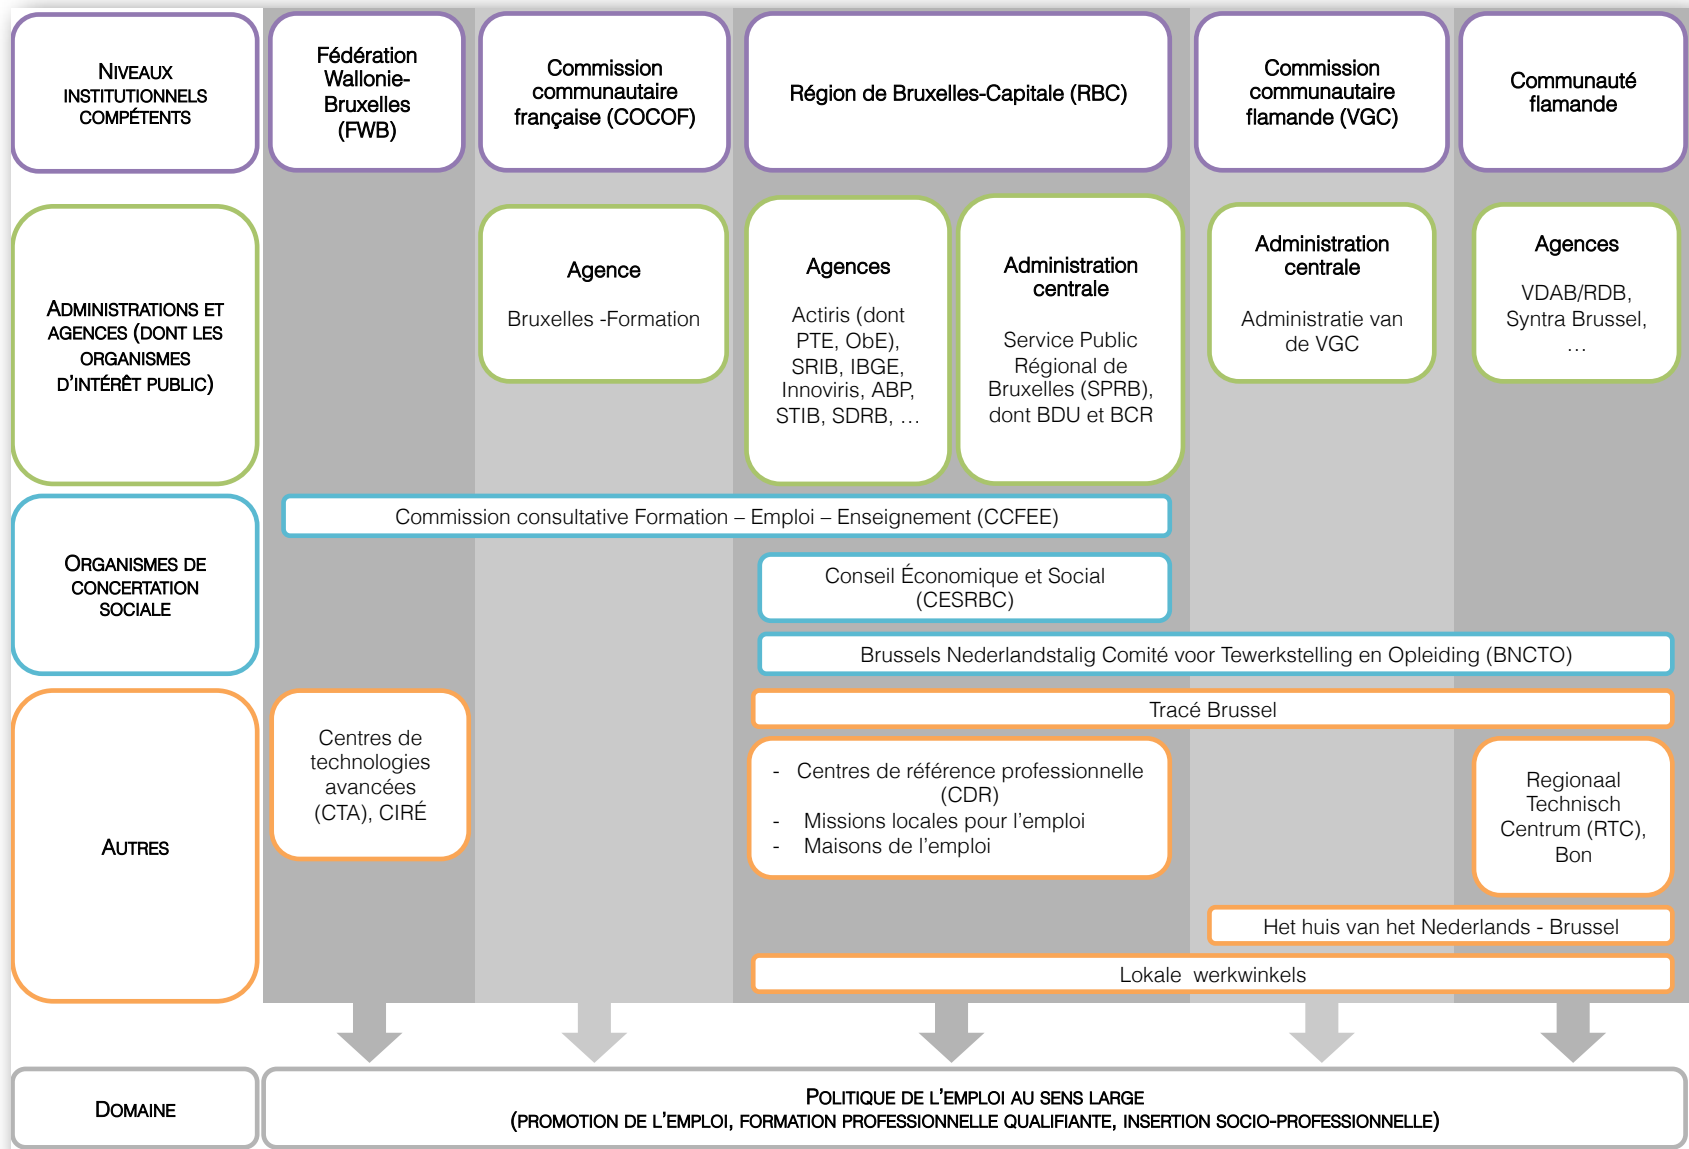 NIVEAUX
INSTITUTIONNELS
COMPÉTENTS
Fédération
Wallonie-
Bruxelles
(FWB)
Commission
communautaire
française (COCOF)
Région de Bruxelles-Capitale (RBC)
Commission
communautaire
flamande (VGC)
Communauté
flamande
ADMINISTRATIONS ET
AGENCES (DONT LES
ORGANISMES
D'INTÉRÊT PUBLIC)
Agence
Bruxelles -Formation
Agences
Actiris (dont
PTE, ObE),
SRIB, IBGE,
Innoviris, ABP,
STIB, SDRB, …
Administration
centrale
Service Public
Régional de
Bruxelles (SPRB),
dont BDU et BCR
Administration
centrale
Administratie van
de VGC
Agences
VDAB/RDB,
Syntra Brussel,
…
ORGANISMES DE
CONCERTATION
SOCIALE
Commission consultative Formation – Emploi – Enseignement (CCFEE)
Conseil Économique et Social
(CESRBC)
Brussels Nederlandstalig Comité voor Tewerkstelling en Opleiding (BNCTO)
AUTRES
Tracé Brussel
Centres de
technologies
avancées
(CTA), CIRÉ
- Centres de référence professionnelle
(CDR)
- Missions locales pour l'emploi
- Maisons de l'emploi
Regionaal
Technisch
Centrum (RTC),
Bon
Het huis van het Nederlands - Brussel
Lokale werkwinkels
DOMAINE
POLITIQUE DE L'EMPLOI AU SENS LARGE
(PROMOTION DE L'EMPLOI, FORMATION PROFESSIONNELLE QUALIFIANTE, INSERTION SOCIO-PROFESSIONNELLE)